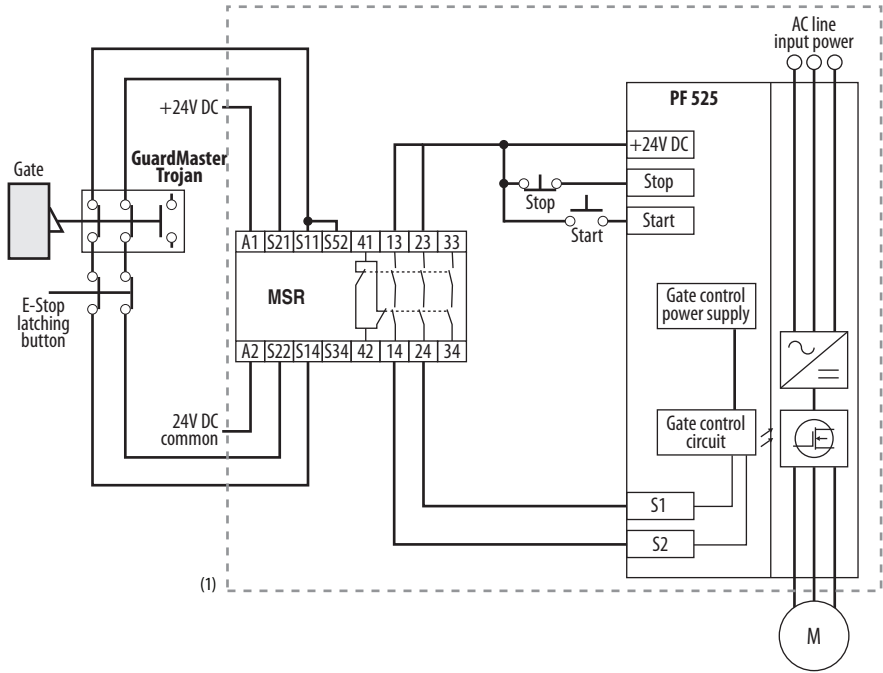 AC line
input power
PF 525
+24V DC
+24V DC
GuardMaster
Trojan
Gate
Stop
Stop
Start
Start
A1 S21 S11 S52 41 13 23 33
MSR
Gate control
power supply
E-Stop
latching
button
A2 S22 S14 S34 42 14 24 34
24V DC
common
Gate control
circuit
S1
S2
(1)
M